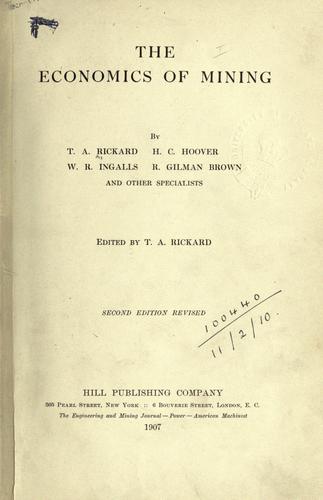 THE
ECONOMICS OF MINING
BY
T. A. RICKARD H. C. HOOVER
W. R. INGALLS R. GILMAN BROWN
AND OTHER SPECIALISTS
EDITED BY T. A. RICKARD
SECOND EDITION REVISED
100440
11/2/10.
HILL PUBLISHING COMPANY
505 PEARL STREET, NEW YORK :: 6 BOUVERIE STREET, LONDON, E. C.
The Engineering and Mining Journal — Power — American Machinist
1907